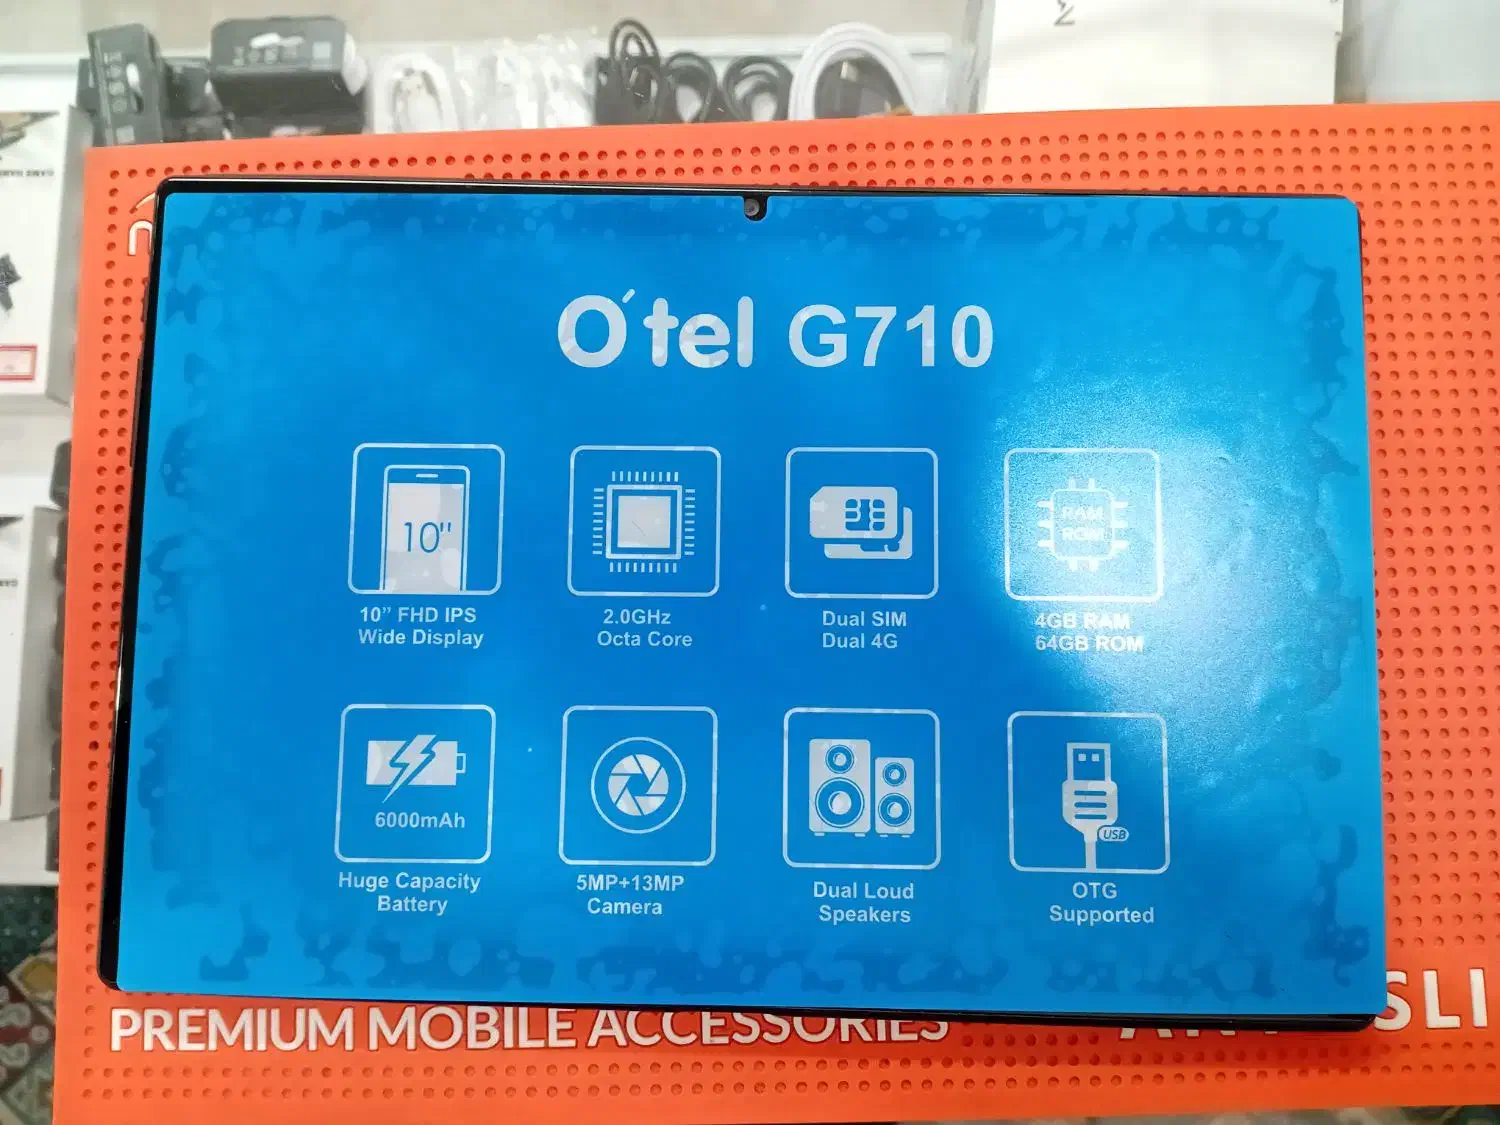 O'tel G710
10"
10" FHD IPS
Wide Display
2.0GHz
Octa Core
Dual SIM
Dual 4G
RAM
ROM
4GB RAM
64GB ROM
6000mAh
Huge Capacity
Battery
5MP+13MP
Camera
Dual Loud
Speakers
USB
OTG
Supported
PREMIUM MOBILE ACCESSORIES